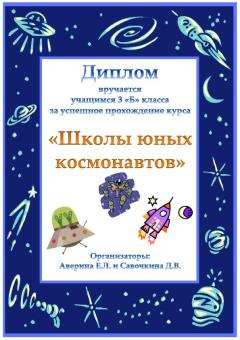 Диплом
вручается
учащимся 3 «Б» класса
за успешное прохождение курса
«Школы юных
космонавтов»
Организаторы:
Аверина Е.Л. и Савочкина Д.В.